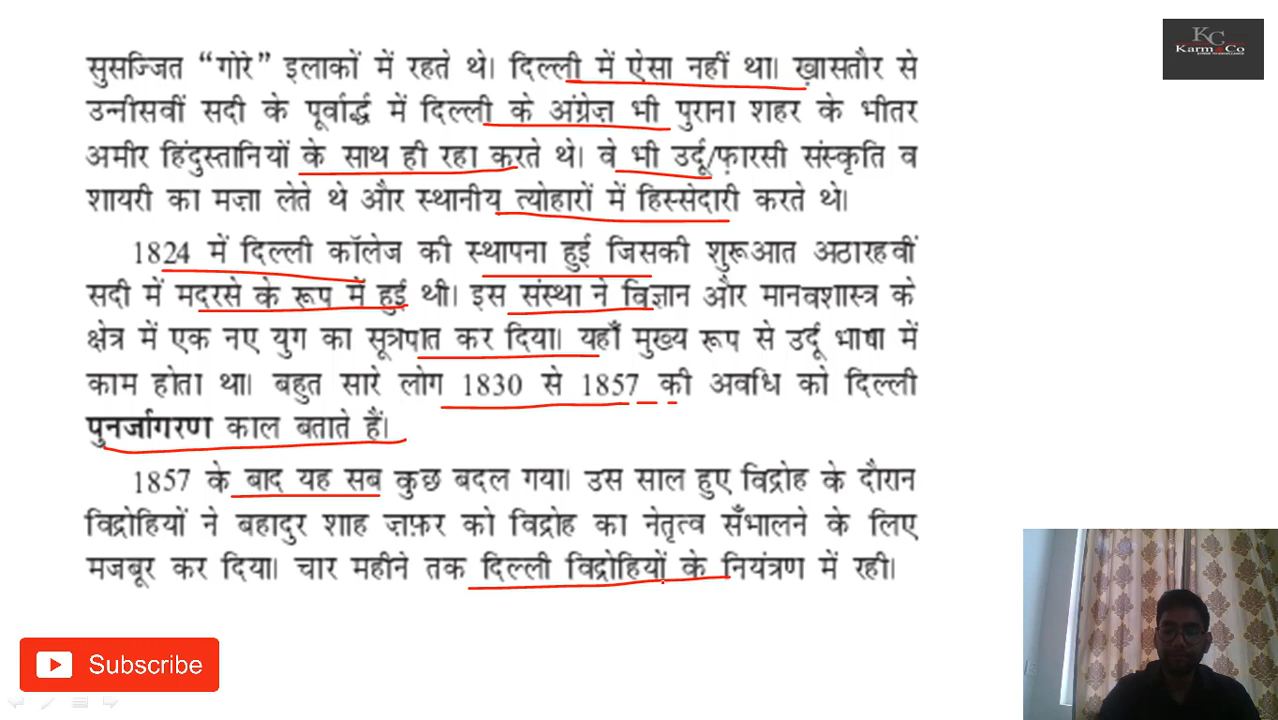 KC
Karm&Co
सुसज्जित “गोरे” इलाकों में रहते थे। दिल्ली में ऐसा नहीं था। ख़ासतौर से
उन्नीसवीं सदी के पूर्वार्द्ध में दिल्ली के अंग्रेज़ भी पुराना शहर के भीतर
अमीर हिंदुस्तानियों के साथ ही रहा करते थे। वे भी उर्दू/फ़ारसी संस्कृति व
शायरी का मज़ा लेते थे और स्थानीय त्योहारों में हिस्सेदारी करते थे।
1824 में दिल्ली कॉलेज की स्थापना हुई जिसकी शुरूआत अठारहवीं
सदी में मदरसे के रूप में हुई थी। इस संस्था ने विज्ञान और मानवशास्त्र के
क्षेत्र में एक नए युग का सूत्रपात कर दिया। यहाँ मुख्य रूप से उर्दू भाषा में
काम होता था। बहुत सारे लोग 1830 से 1857 की अवधि को दिल्ली
पुनर्जागरण काल बताते हैं।
1857 के बाद यह सब कुछ बदल गया। उस साल हुए विद्रोह के दौरान
विद्रोहियों ने बहादुर शाह ज़फ़र को विद्रोह का नेतृत्व सँभालने के लिए
मजबूर कर दिया। चार महीने तक दिल्ली विद्रोहियों के नियंत्रण में रही।
Subscribe